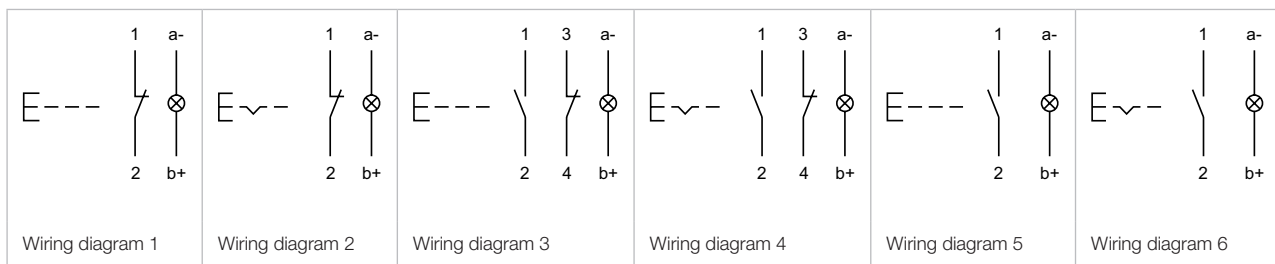 1 a- 1 a- 1 3 a- 1 3 a- 1 a- 1 a-
2 b+ 2 b+ 2 4 b+ 2 4 b+ 2 b+ 2 b+
Wiring diagram 1 Wiring diagram 2 Wiring diagram 3 Wiring diagram 4 Wiring diagram 5 Wiring diagram 6